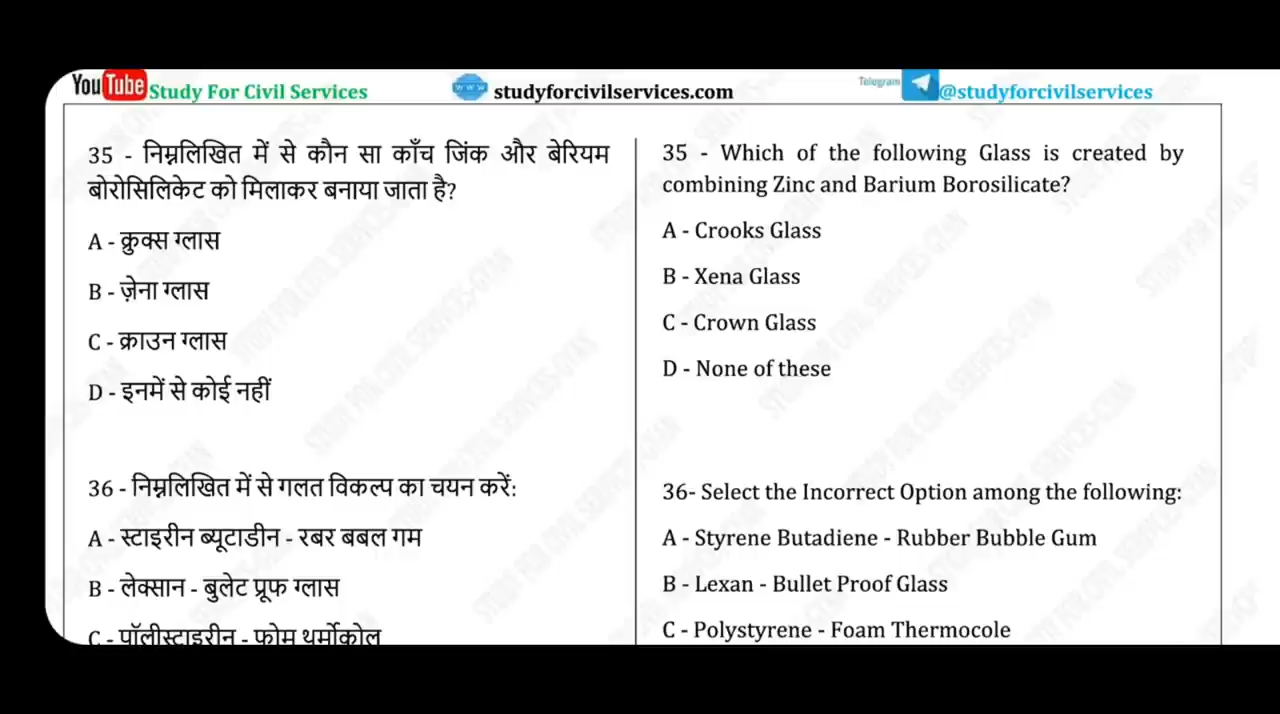 YouTube Study For Civil Services
WWW studyforcivilservices.com
Telegram @studyforcivilservices
35 - निम्नलिखित में से कौन सा काँच जिंक और बेरियम
बोरोसिलिकेट को मिलाकर बनाया जाता है?
A - क्रुक्स ग्लास
B - ज़ेना ग्लास
C - क्राउन ग्लास
D - इनमें से कोई नहीं
36 - निम्नलिखित में से गलत विकल्प का चयन करें:
A - स्टाइरीन ब्यूटाडीन - रबर बबल गम
B - लेक्सान - बुलेट प्रूफ ग्लास
C - पॉलीस्टाइरीन - फोम थर्मोकोल
35 - Which of the following Glass is created by
combining Zinc and Barium Borosilicate?
A - Crooks Glass
B - Xena Glass
C - Crown Glass
D - None of these
36- Select the Incorrect Option among the following:
A - Styrene Butadiene - Rubber Bubble Gum
B - Lexan - Bullet Proof Glass
C - Polystyrene - Foam Thermocole